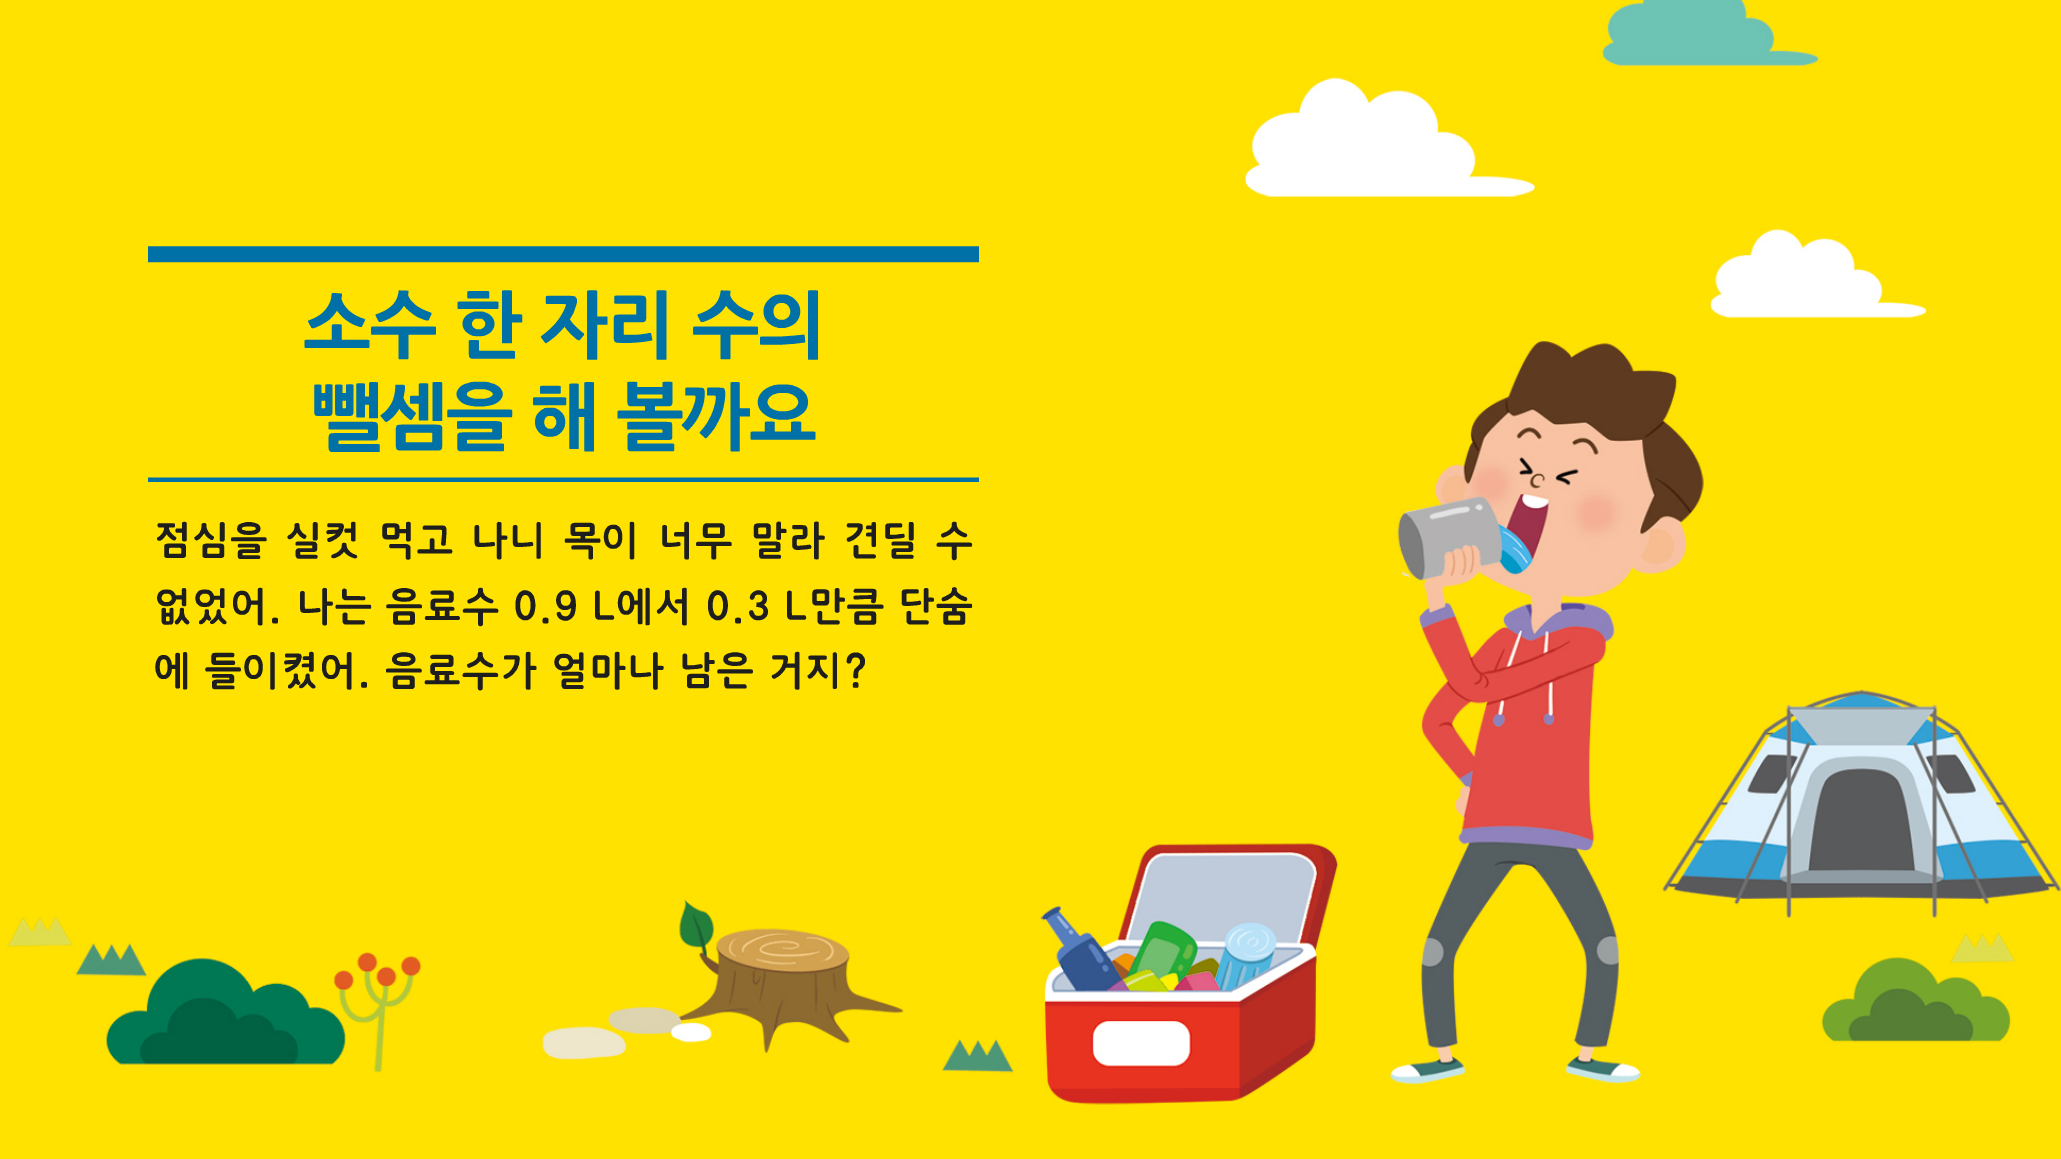 소수 한 자리 수의
뺄셈을 해 볼까요
점심을 실컷 먹고 나니 목이 너무 말라 견딜 수
없었어. 나는 음료수 0.9 L에서 0.3 L만큼 단숨
에 들이켰어. 음료수가 얼마나 남은 거지?